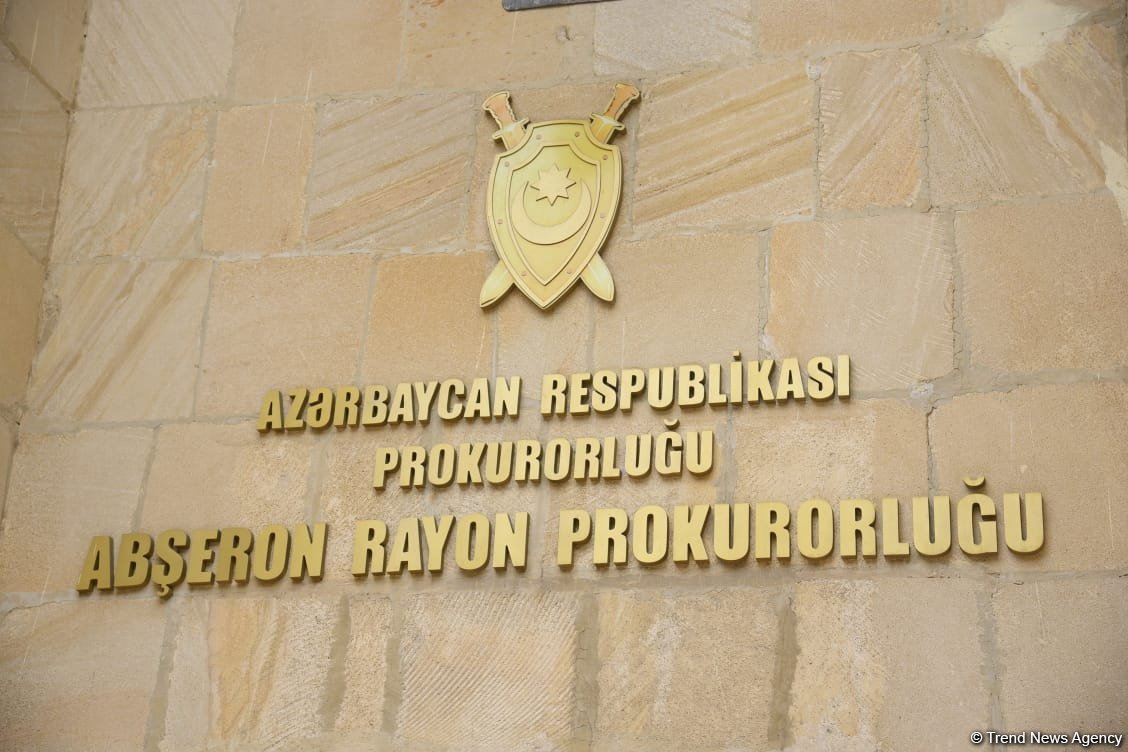 AZƏRBAYCAN RESPUBLİKASI
PROKURORLUĞU
ABŞERON RAYON PROKURORLUĞU
© Trend News Agency